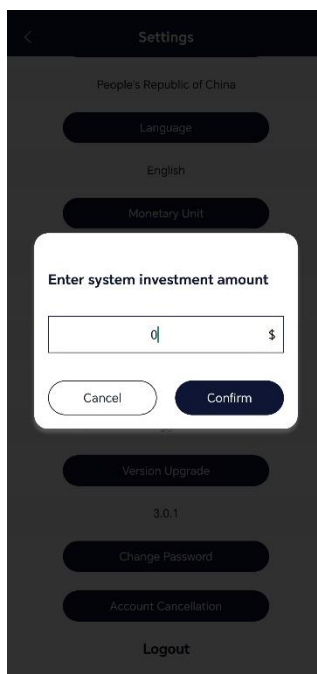 Settings
People's Republic of China
Language
English
Monetary Unit
Enter system investment amount
0 $
Cancel Confirm
Version Upgrade
3.0.1
Change Password
Account Cancellation
Logout